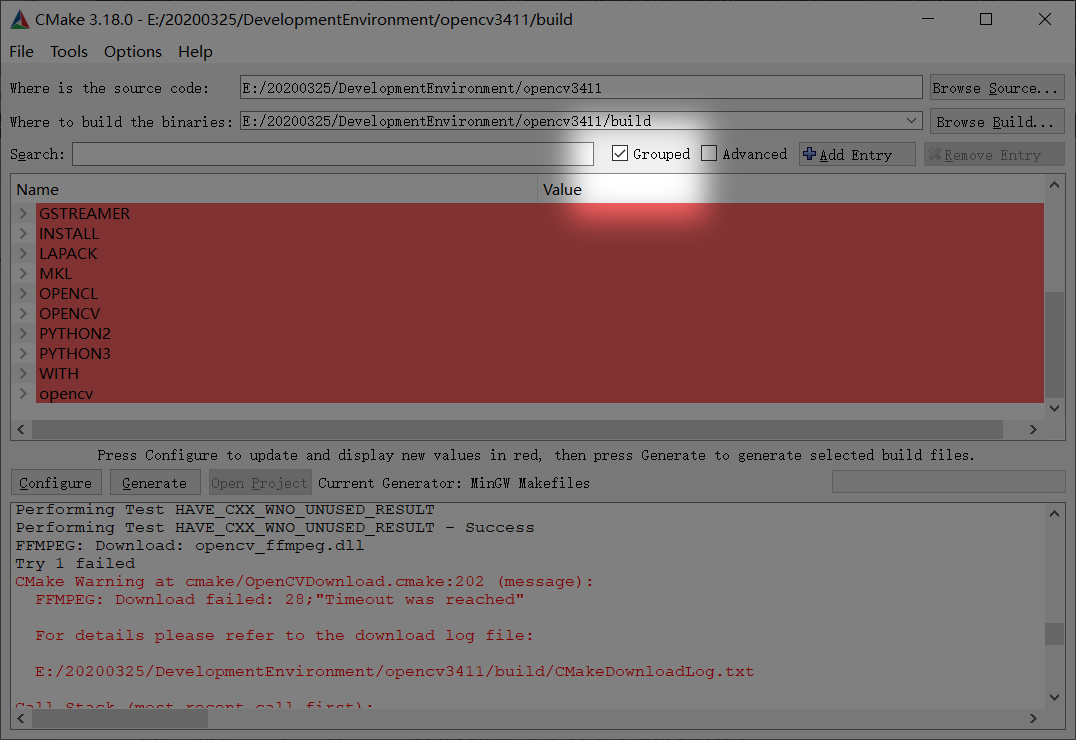 CMake 3.18.0 - E:/20200325/DevelopmentEnvironment/opencv3411/build
File Tools Options Help
Where is the source code: E:/20200325/DevelopmentEnvironment/opencv3411 Browse Source...
Where to build the binaries: E:/20200325/DevelopmentEnvironment/opencv3411/build Browse Build...
Search: Grouped Advanced Add Entry Remove Entry
Name Value
GSTREAMER
INSTALL
LAPACK
MKL
OPENCL
OPENCV
PYTHON2
PYTHON3
WITH
opencv
Press Configure to update and display new values in red, then press Generate to generate selected build files.
Configure Generate Open Project Current Generator: MinGW Makefiles
Performing Test HAVE_CXX_WNO_UNUSED_RESULT
Performing Test HAVE_CXX_WNO_UNUSED_RESULT - Success
FFMPEG: Download: opencv_ffmpeg.dll
Try 1 failed
CMake Warning at cmake/OpenCVDownload.cmake:202 (message):
FFMPEG: Download failed: 28;"Timeout was reached"
For details please refer to the download log file:
E:/20200325/DevelopmentEnvironment/opencv3411/build/CMakeDownloadLog.txt
Call Stack (most recent call first):